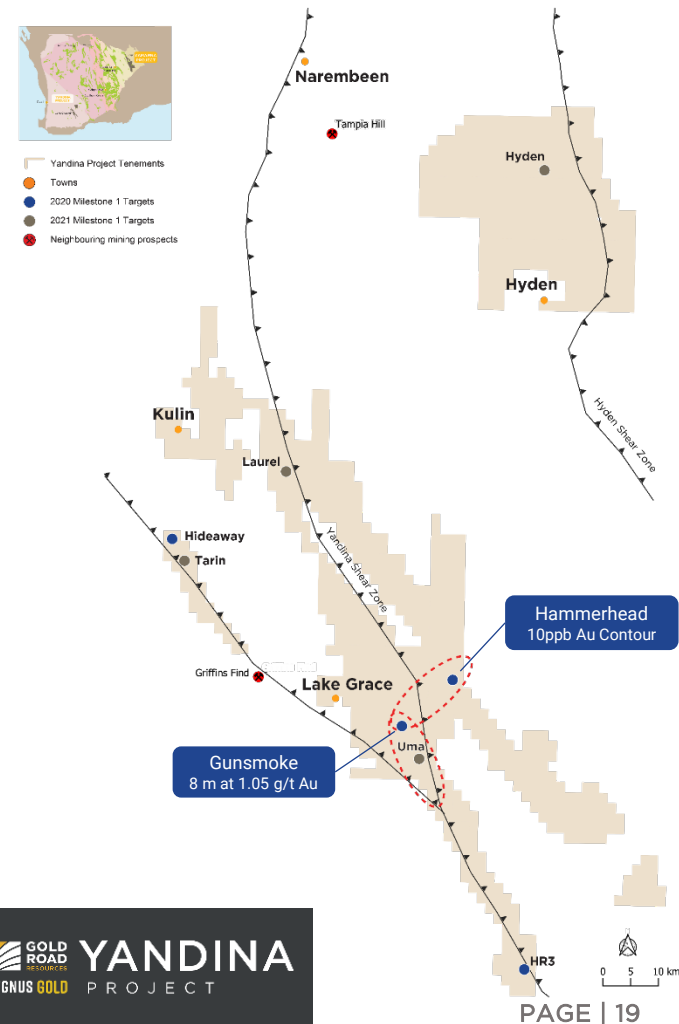 Narembeen
Tampia Hill
Yandina Project Tenements
Towns
2020 Milestone 1 Targets
2021 Milestone 1 Targets
Neighbouring mining prospects
Hyden
Hyden
Hyden Shear Zone
Kulin
Laurel
Hideaway
Tarin
Yandina Shear Zone
Hammerhead
10ppb Au Contour
Griffins Find
Lake Grace
Uma
Gunsmoke
8 m at 1.05 g/t Au
HR3
0 5 10 km
GOLD
ROAD
RESOURCES
GNUS GOLD
YANDINA
PROJECT
PAGE | 19